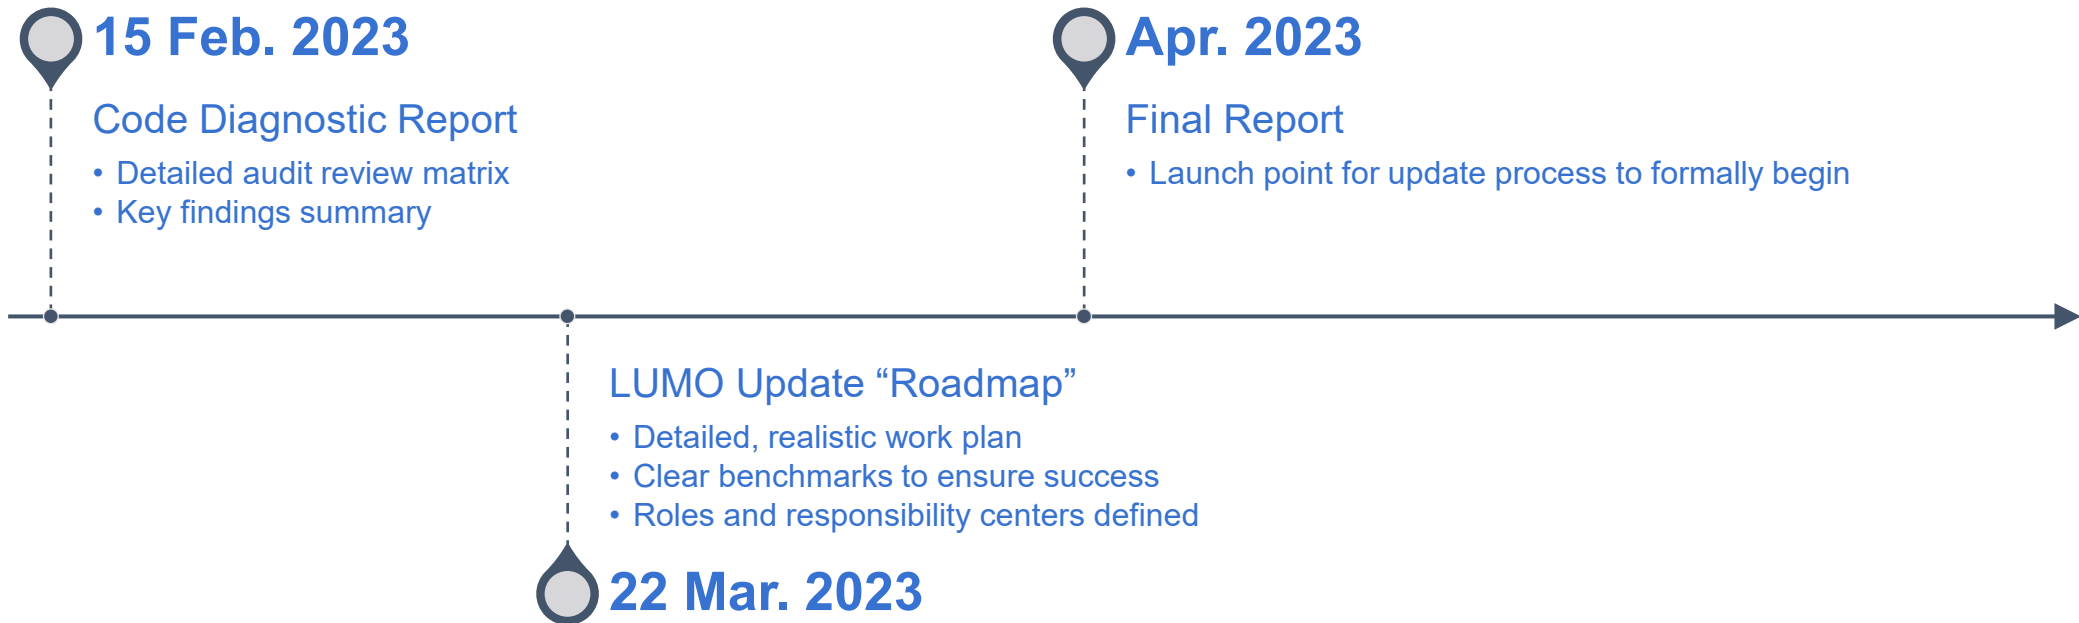 15 Feb. 2023
Code Diagnostic Report
• Detailed audit review matrix
• Key findings summary
Apr. 2023
Final Report
• Launch point for update process to formally begin
LUMO Update “Roadmap”
• Detailed, realistic work plan
• Clear benchmarks to ensure success
• Roles and responsibility centers defined
22 Mar. 2023